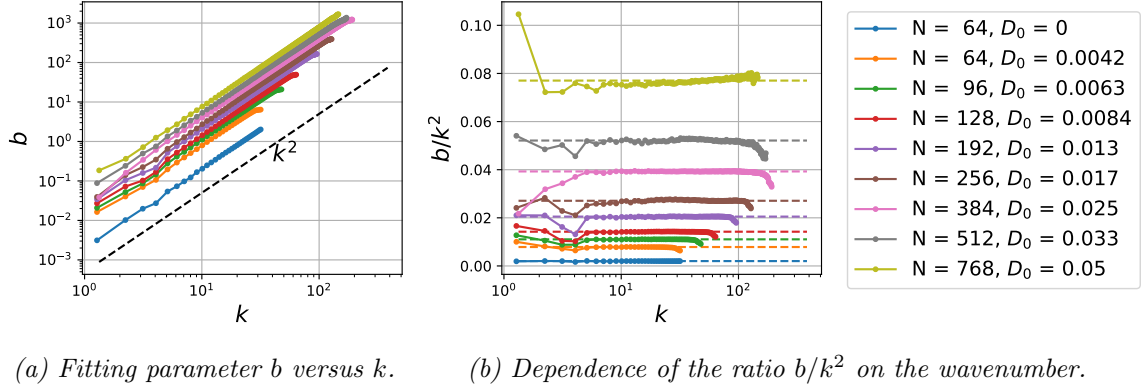 10³
10²
10¹
10⁰
10⁻¹
10⁻²
10⁻³
b
k²
10⁰ 10¹ 10²
k
0.10
0.08
0.06
0.04
0.02
0.00
b/k²
10⁰ 10¹ 10²
k
N = 64, D₀ = 0
N = 64, D₀ = 0.0042
N = 96, D₀ = 0.0063
N = 128, D₀ = 0.0084
N = 192, D₀ = 0.013
N = 256, D₀ = 0.017
N = 384, D₀ = 0.025
N = 512, D₀ = 0.033
N = 768, D₀ = 0.05
(a) Fitting parameter b versus k.
(b) Dependence of the ratio b/k² on the wavenumber.